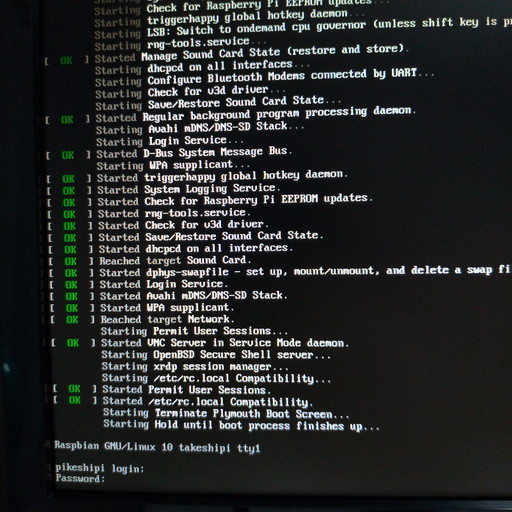 Starting Check for Raspberry Pi EEPROM updates...
Starting triggerhappy global hotkey daemon...
Starting LSB: Switch to ondemand cpu governor (unless shift key is
Starting rng-tools.service...
[ OK ] Started Manage Sound Card State (restore and store).
Starting dhcpcd on all interfaces...
Starting Configure Bluetooth Modems connected by UART...
Starting Check for v3d driver...
Starting Save/Restore Sound Card State...
[ OK ] Started Regular background program processing daemon.
Starting Avahi mDNS/DNS-SD Stack...
Starting Login Service...
[ OK ] Started D-Bus System Message Bus.
Starting WPA supplicant...
[ OK ] Started triggerhappy global hotkey daemon.
[ OK ] Started System Logging Service.
[ OK ] Started Check for Raspberry Pi EEPROM updates.
[ OK ] Started rng-tools.service.
[ OK ] Started Check for v3d driver.
[ OK ] Started Save/Restore Sound Card State.
[ OK ] Started dhcpcd on all interfaces.
[ OK ] Reached target Sound Card.
[ OK ] Started dphys-swapfile - set up, mount/unmount, and delete a swap fi
[ OK ] Started Login Service.
[ OK ] Started Avahi mDNS/DNS-SD Stack.
[ OK ] Started WPA supplicant.
[ OK ] Reached target Network.
Starting Permit User Sessions...
[ OK ] Started VNC Server in Service Mode daemon.
Starting OpenBSD Secure Shell server...
Starting xrdp session manager...
Starting /etc/rc.local Compatibility...
[ OK ] Started Permit User Sessions.
[ OK ] Started /etc/rc.local Compatibility.
Starting Terminate Plymouth Boot Screen...
Starting Hold until boot process finishes up...
Raspbian GNU/Linux 10 takeshipi tty1
pikeshipi login:
Password: